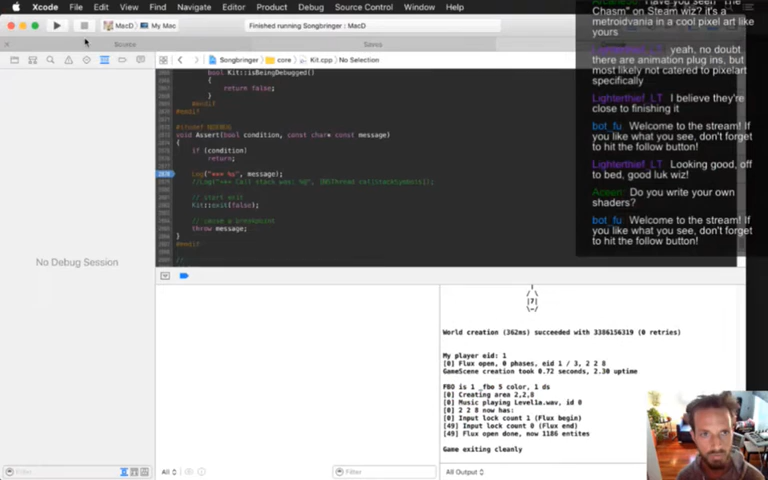 Xcode File Edit View Find Navigate Editor Product Debug Source Control Window Help
MacD
My Mac
Finished running Songbringer : MacD
Songbringer
core
Kit.cpp
No Selection
bool Kit::isBeingDebugged()
{
return false;
}
#endif
#endif
void Assert(bool condition, const char* const message)
{
if (condition)
return;
message);
// start exit
Kit::exit(false);
// cause a breakpoint
throw message;
}
#endif
//
No Debug Session
World creation (362ms) succeeded with 3386156319 (0 retries)
My player eid: 1
[0] Flux open, 0 phases, eid 1 / 3, 2 2 8
GameScene creation took 0.72 seconds, 2.30 uptime
FBO is 1 _fbo 5 color, 1 ds
[0] Creating area 2,2,8
[0] Music playing Level1a.wav, id 0
[0] 2 2 8 now has:
[0] Input lock count 1 (Flux begin)
[49] Input lock count 0 (Flux end)
[49] Flux open done, now 1186 entites
Game exiting cleanly
Filter
All
Filter
All Output
Chasm" on Steam wiz? it's a
metroidvania in a cool pixel art like
yours
Lighterthief_LT yeah, no doubt
there are animation plug ins, but
most likely not catered to pixelart
specifically
Lighterthief_LT I believe they're
close to finishing it
bot_fu Welcome to the stream! If
you like what you see, don't forget
to hit the follow button!
Lighterthief_LT Looking good, off
to bed, good luk wiz!
Do you write your own
shaders?
bot_fu Welcome to the stream! If
you like what you see, don't forget
to hit the follow button!